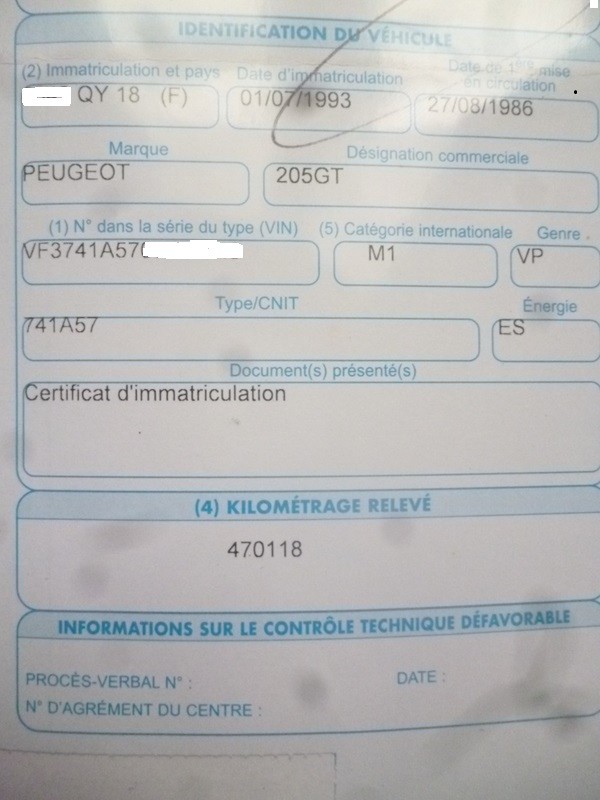 IDENTIFICATION DU VÉHICULE
(2) Immatriculation et pays
Date d'immatriculation
Date de 1ère mise
en circulation
QY 18 (F)
01/07/1993
27/08/1986
Marque
Désignation commerciale
PEUGEOT
205GT
(1) N° dans la série du type (VIN)
(5) Catégorie internationale
Genre
VF3741A57
M1
VP
Type/CNIT
Énergie
741A57
ES
Document(s) présenté(s)
Certificat d'immatriculation
(4) KILOMÉTRAGE RELEVÉ
470118
INFORMATIONS SUR LE CONTRÔLE TECHNIQUE DÉFAVORABLE
PROCÈS-VERBAL N° :
DATE :
N° D'AGRÉMENT DU CENTRE :